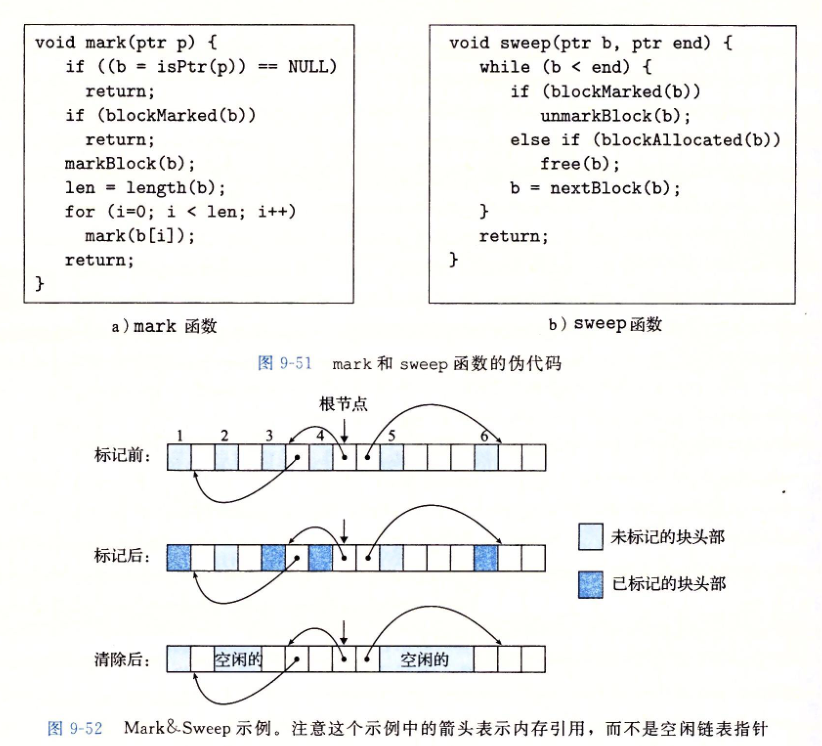 void mark(ptr p) {
if ((b = isPtr(p)) == NULL)
return;
if (blockMarked(b))
return;
markBlock(b);
len = length(b);
for (i=0; i < len; i++)
mark(b[i]);
return;
}
a) mark 函数
void sweep(ptr b, ptr end) {
while (b < end) {
if (blockMarked(b))
unmarkBlock(b);
else if (blockAllocated(b))
free(b);
b = nextBlock(b);
}
return;
}
b) sweep函数
图 9-51 mark 和 sweep 函数的伪代码
根节点
1 2 3 4 5 6
标记前:
标记后:
未标记的块头部
已标记的块头部
清除后: 空闲的 空闲的
图 9-52 Mark&Sweep 示例。注意这个示例中的箭头表示内存引用，而不是空闲链表指针